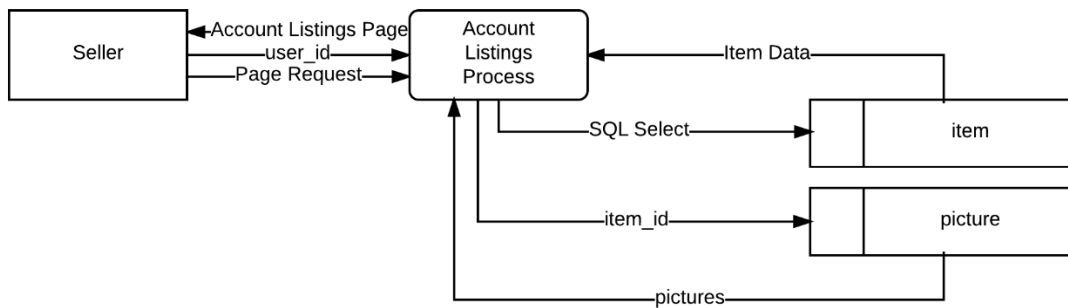 Seller
Account Listings Page
user_id
Page Request
Account
Listings
Process
Item Data
SQL Select
item
item_id
picture
pictures